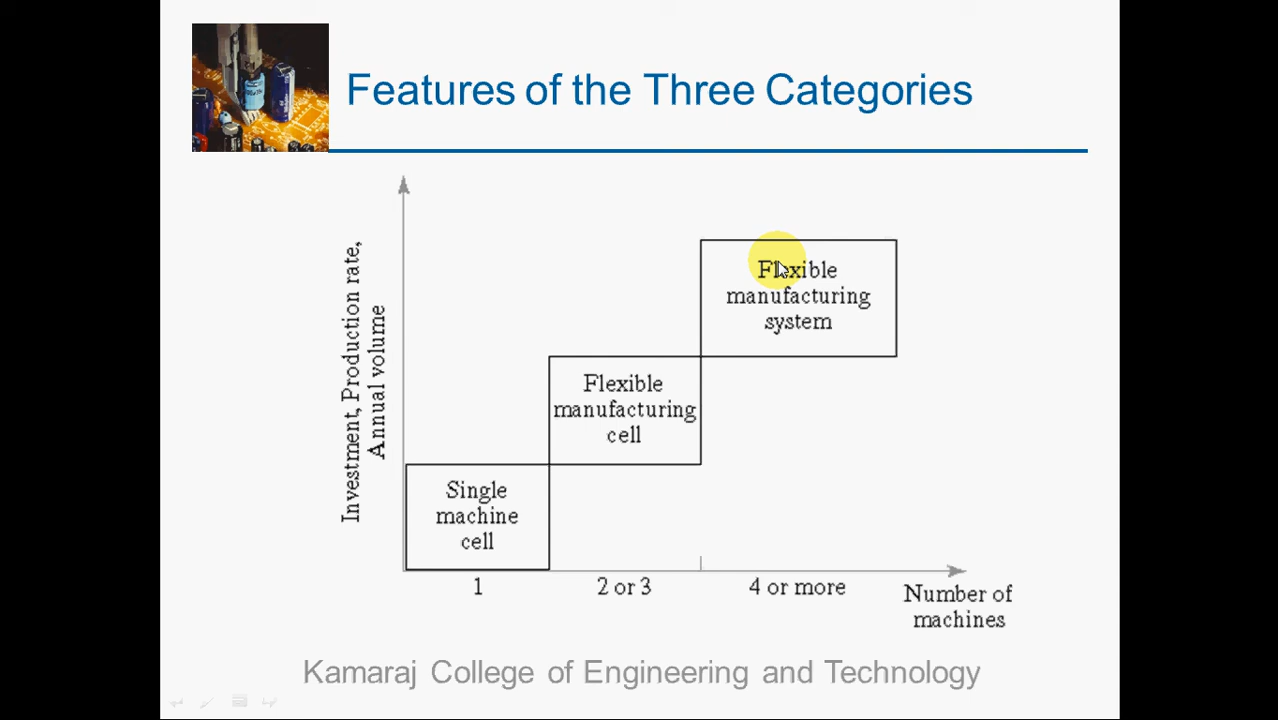 Features of the Three Categories
Investment, Production rate,
Annual volume
Flexible
manufacturing
system
Flexible
manufacturing
cell
Single
machine
cell
1
2 or 3
4 or more
Number of
machines
Kamaraj College of Engineering and Technology